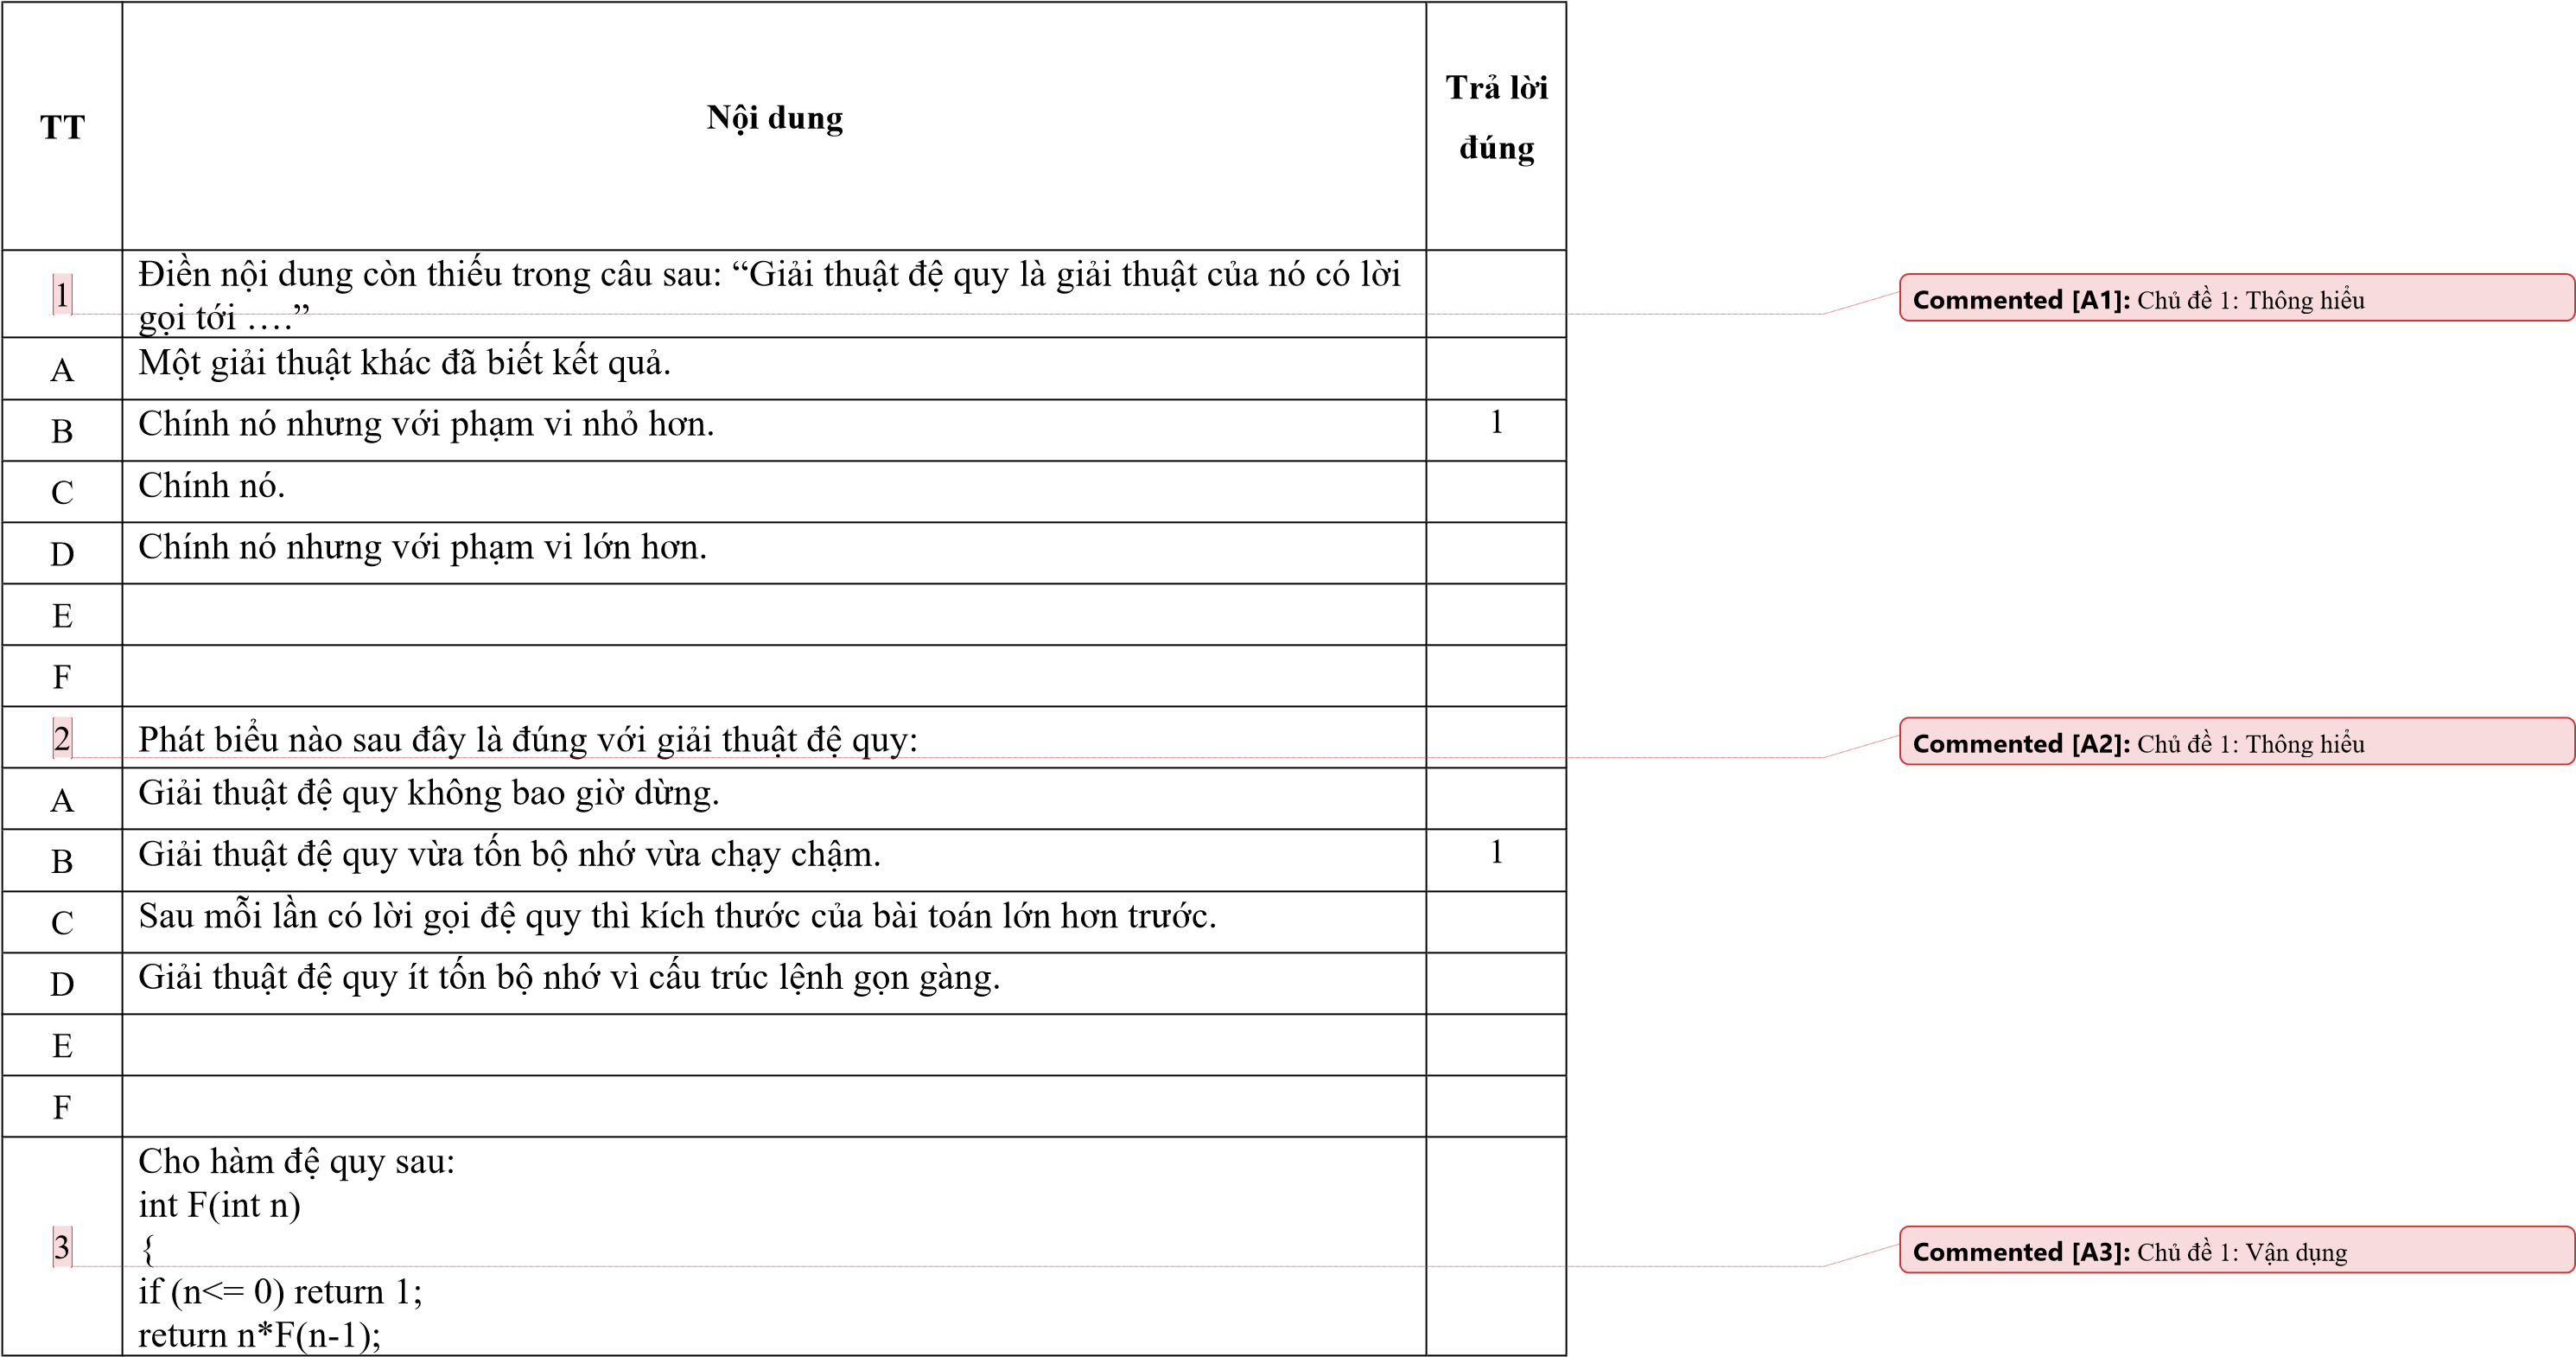 TT
Nội dung
Trả lời
đúng
1
Điền nội dung còn thiếu trong câu sau: “Giải thuật đệ quy là giải thuật của nó có lời
gọi tới ….”
Commented [A1]: Chủ đề 1: Thông hiểu
A
Một giải thuật khác đã biết kết quả.
B
Chính nó nhưng với phạm vi nhỏ hơn.
1
C
Chính nó.
D
Chính nó nhưng với phạm vi lớn hơn.
E
F
2
Phát biểu nào sau đây là đúng với giải thuật đệ quy:
Commented [A2]: Chủ đề 1: Thông hiểu
A
Giải thuật đệ quy không bao giờ dừng.
B
Giải thuật đệ quy vừa tốn bộ nhớ vừa chạy chậm.
1
C
Sau mỗi lần có lời gọi đệ quy thì kích thước của bài toán lớn hơn trước.
D
Giải thuật đệ quy ít tốn bộ nhớ vì cấu trúc lệnh gọn gàng.
E
F
3
Cho hàm đệ quy sau:
int F(int n)
{
if (n<= 0) return 1;
return n*F(n-1);
Commented [A3]: Chủ đề 1: Vận dụng